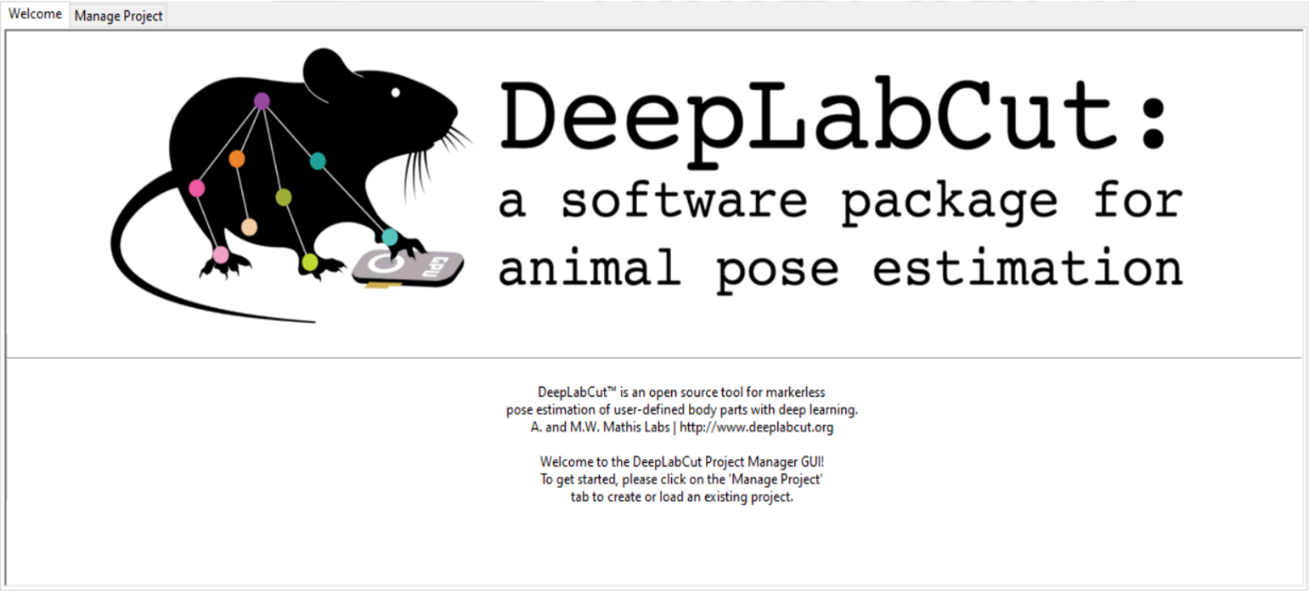 Welcome
Manage Project
DeepLabCut:
a software package for
animal pose estimation
GPU
DeepLabCut™ is an open source tool for markerless
pose estimation of user-defined body parts with deep learning.
A. and M.W. Mathis Labs | http://www.deeplabcut.org
Welcome to the DeepLabCut Project Manager GUI!
To get started, please click on the 'Manage Project'
tab to create or load an existing project.